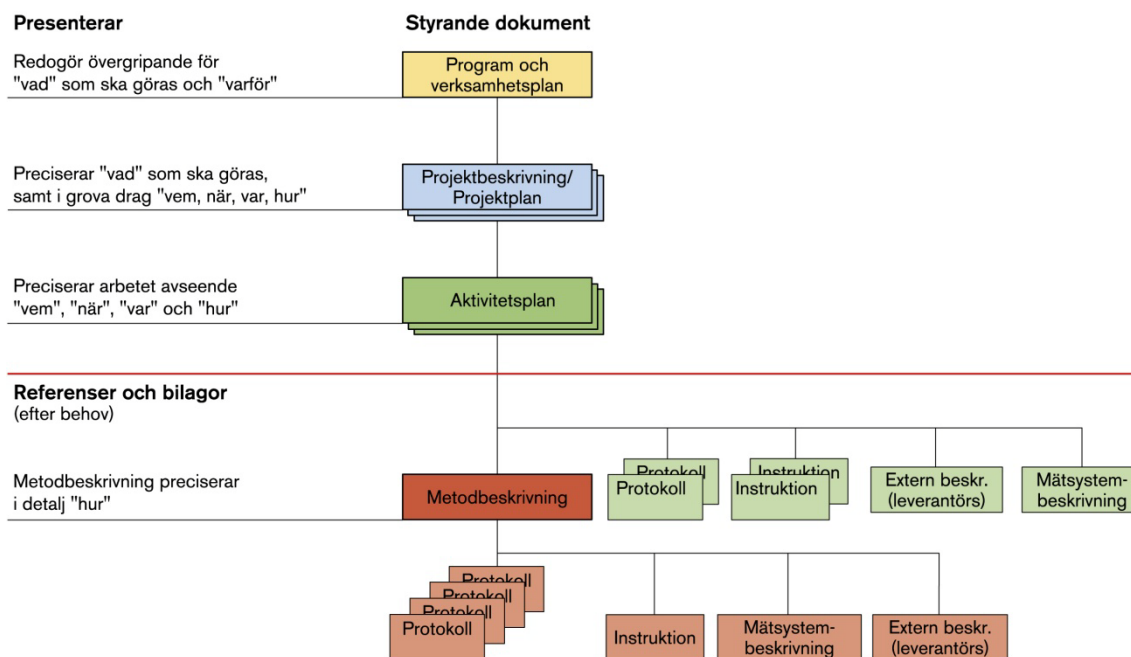 Presenterar
Styrande dokument
Redogör övergripande för
"vad" som ska göras och "varför"
Program och
verksamhetsplan
Preciserar "vad" som ska göras,
samt i grova drag "vem, när, var, hur"
Projektbeskrivning/
Projektplan
Preciserar arbetet avseende
"vem", "när", "var" och "hur"
Aktivitetsplan
Referenser och bilagor
(efter behov)
Metodbeskrivning preciserar
i detalj "hur"
Metodbeskrivning
Protokoll
Protokoll
Instruktion
Instruktion
Extern beskr.
(leverantörs)
Mätsystem-
beskrivning
Protokoll
Protokoll
Protokoll
Protokoll
Instruktion
Mätsystem-
beskrivning
Extern beskr.
(leverantörs)